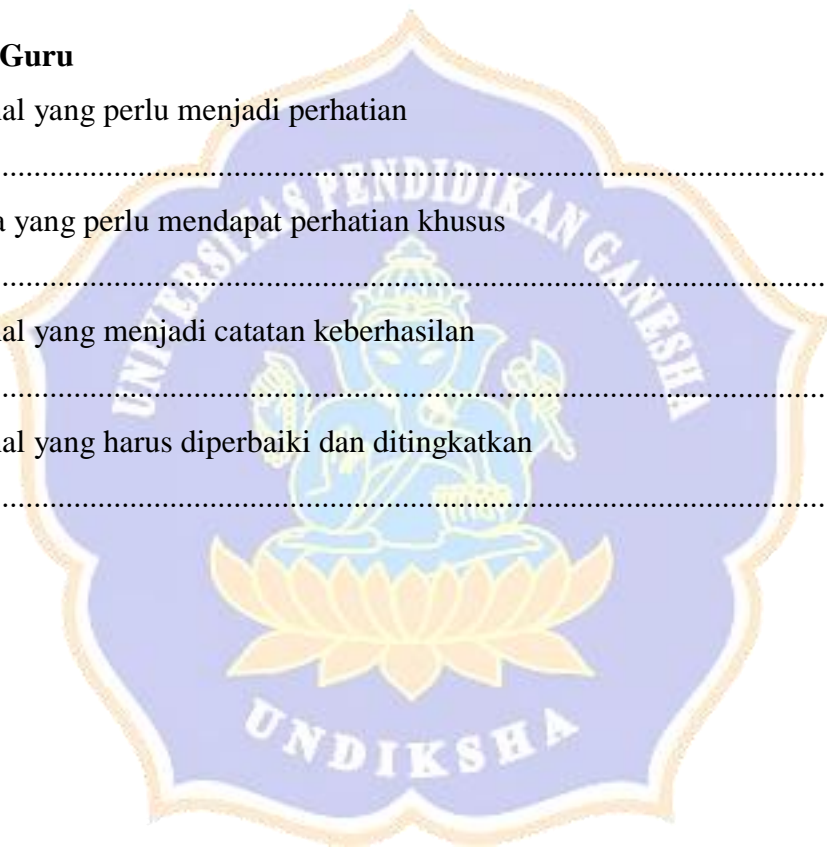 Guru
al yang perlu menjadi perhatian
....................................................................................................
a yang perlu mendapat perhatian khusus
....................................................................................................
al yang menjadi catatan keberhasilan
....................................................................................................
al yang harus diperbaiki dan ditingkatkan
....................................................................................................
UNIVERSITAS PENDIDIKAN GANESHA
UNDIKSHA